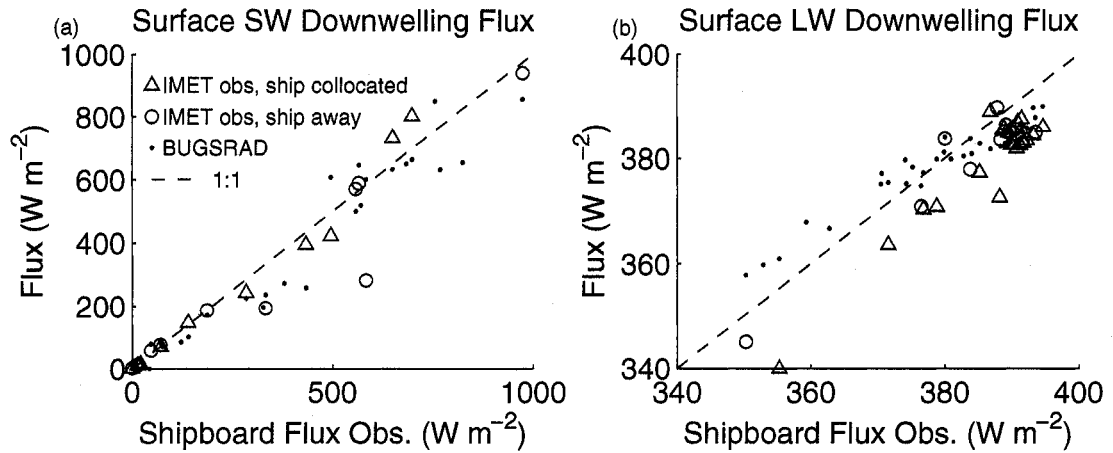 (a) Surface SW Downwelling Flux
1000
800
600
400
200
0
Flux (W m−2)
IMET obs, ship collocated
IMET obs, ship away
BUGSRAD
1:1
0 500 1000
Shipboard Flux Obs. (W m−2)
(b) Surface LW Downwelling Flux
400
380
360
340
Flux (W m−2)
340 360 380 400
Shipboard Flux Obs. (W m−2)